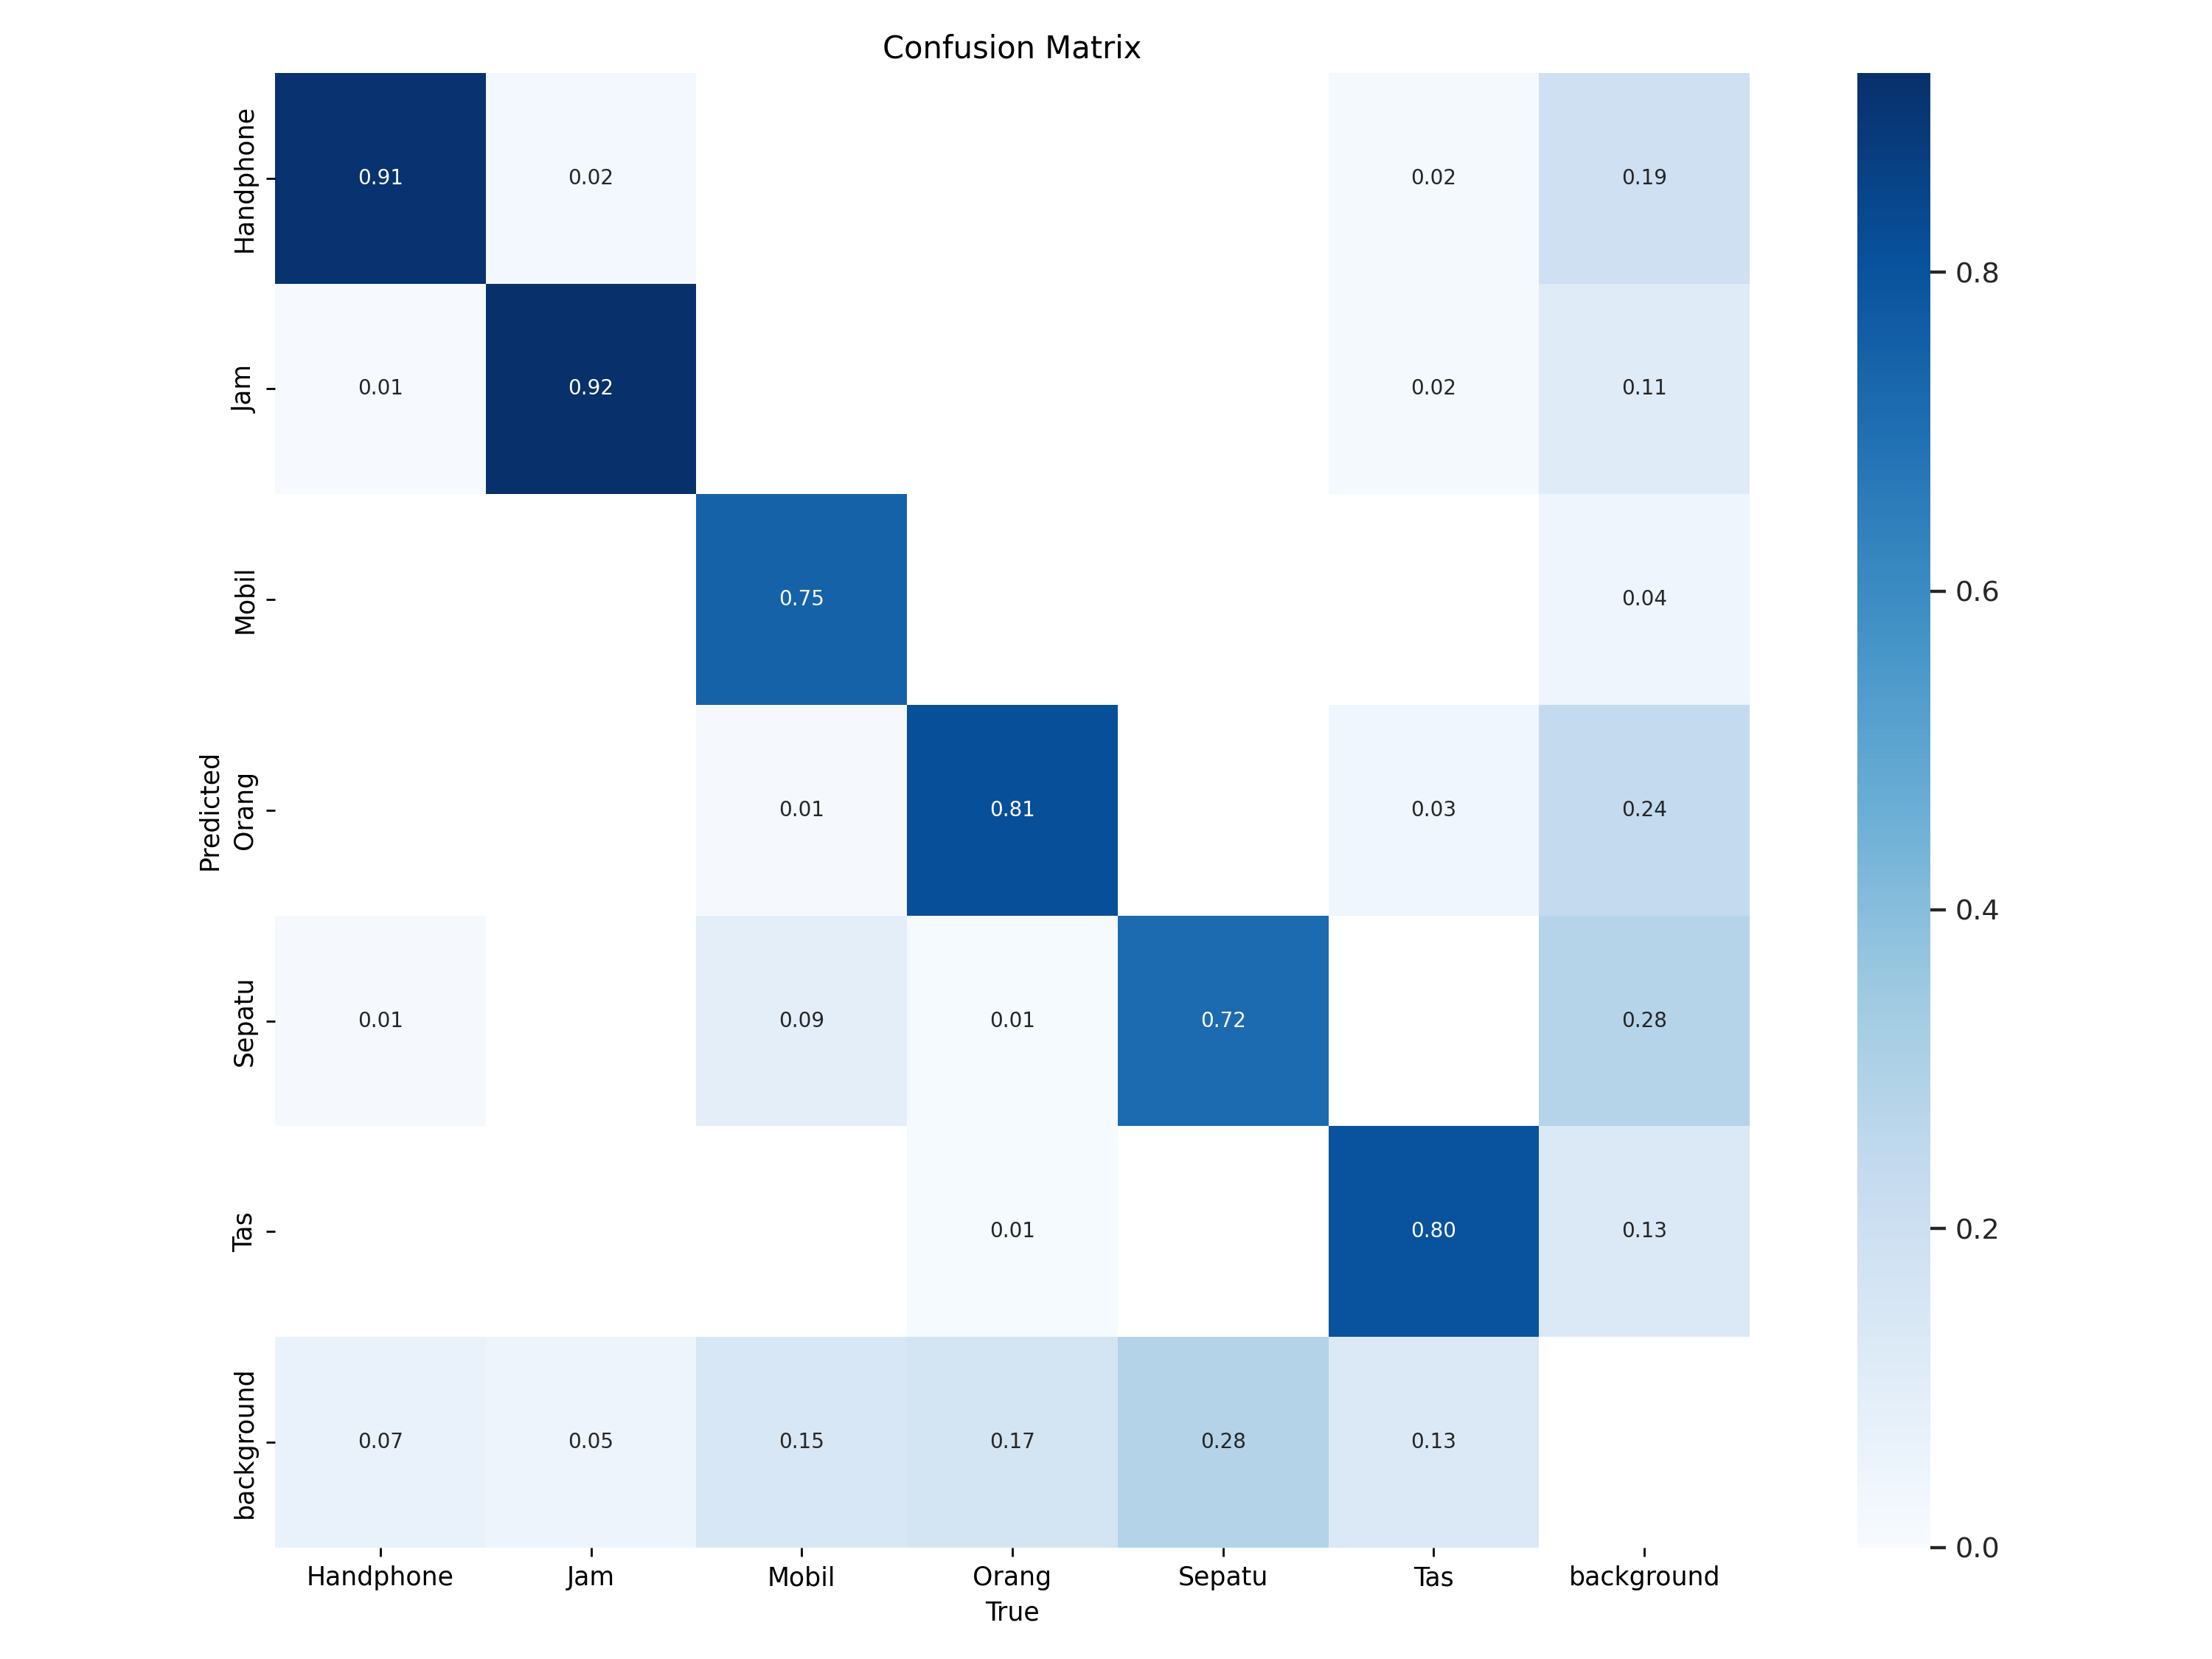 Confusion Matrix
Handphone
0.91
0.02
0.02
0.19
Jam
0.01
0.92
0.02
0.11
Mobil
0.75
0.04
Predicted
Orang
0.01
0.81
0.03
0.24
Sepatu
0.01
0.09
0.01
0.72
0.28
Tas
0.01
0.80
0.13
background
0.07
0.05
0.15
0.17
0.28
0.13
Handphone
Jam
Mobil
Orang
Sepatu
Tas
background
True
0.8
0.6
0.4
0.2
0.0